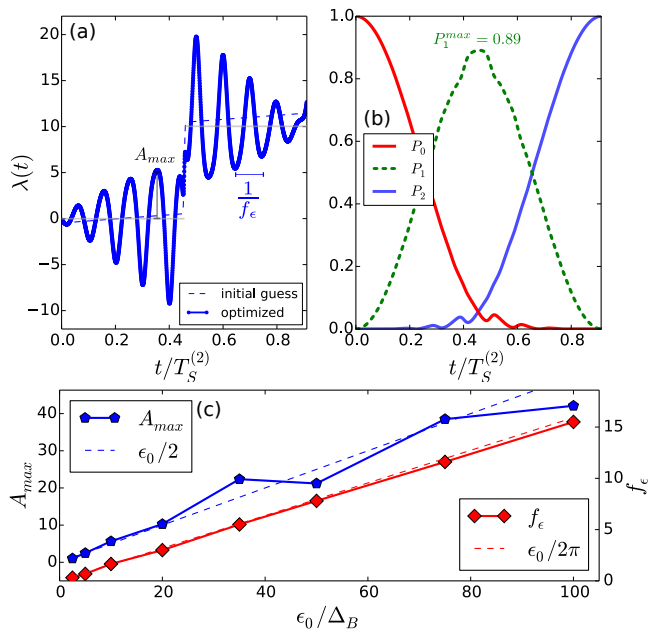 (a)
λ(t)
20
15
10
5
0
−5
−10
A_max
1/f_ϵ
initial guess
optimized
0.0 0.2 0.4 0.6 0.8
t/T_S^(2)
(b)
P_1^max = 0.89
1.0
0.8
0.6
0.4
0.2
0.0
P_0
P_1
P_2
0.0 0.2 0.4 0.6 0.8
t/T_S^(2)
(c)
A_max
40
30
20
10
0
A_max
ϵ_0/2
f_ϵ
ϵ_0/2π
15
10
5
0
f_ϵ
0 20 40 60 80 100
ϵ_0/Δ_B